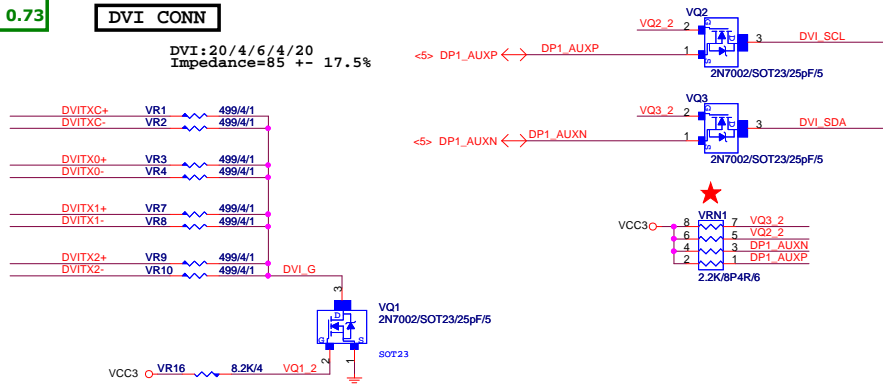 0.73
DVI CONN
DVI:20/4/6/4/20
Impedance=85 +- 17.5%
DVITXC+ VR1 499/4/1
DVITXC- VR2 499/4/1
DVITX0+ VR3 499/4/1
DVITX0- VR4 499/4/1
DVITX1+ VR7 499/4/1
DVITX1- VR8 499/4/1
DVITX2+ VR9 499/4/1
DVITX2- VR10 499/4/1 DVI_G
3
VQ1
2N7002/SOT23/25pF/5
D
G S
SOT23
2 1
VCC3 VR16 8.2K/4 VQ1_2
VQ2
VQ2_2 2 G
D 3 DVI_SCL
<5> DP1_AUXP DP1_AUXP 1 S
2N7002/SOT23/25pF/5
VQ3
VQ3_2 2 G
D 3 DVI_SDA
<5> DP1_AUXN DP1_AUXN 1 S
2N7002/SOT23/25pF/5
VRN1
VCC3 8 7 VQ3_2
6 5 VQ2_2
4 3 DP1_AUXN
2 1 DP1_AUXP
2.2K/8P4R/6